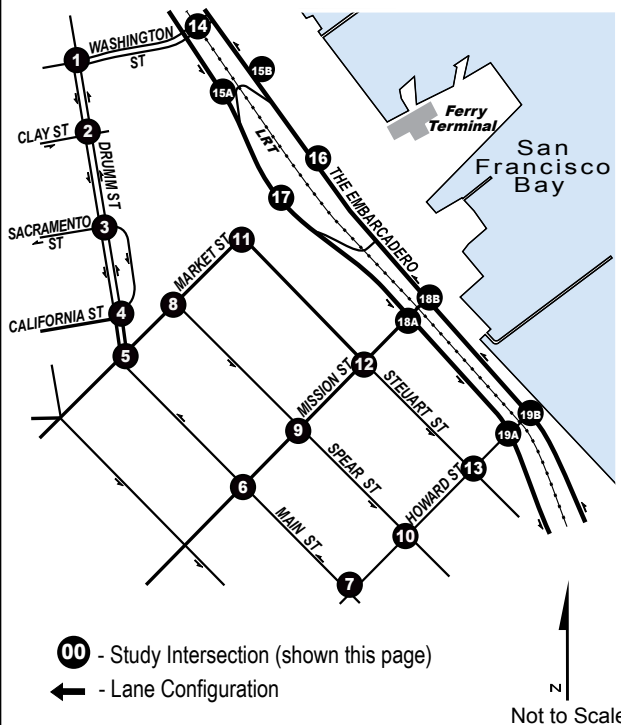 14
WASHINGTON
ST
1
15B
15A
Ferry
Terminal
CLAY ST
2
LRT
San
Francisco
Bay
DRUMM ST
16
THE EMBARCADERO
17
SACRAMENTO
ST
3
MARKET ST
11
8
18B
CALIFORNIA ST
4
18A
5
12
MISSION ST
STEUART ST
19B
9
19A
SPEAR ST
13
HOWARD ST
6
MAIN ST
10
7
00 - Study Intersection (shown this page)
- Lane Configuration
N
Not to Scale